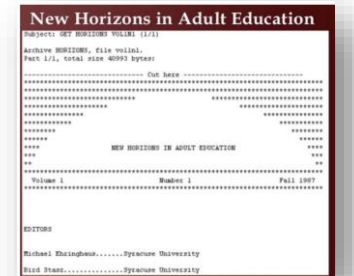 New Horizons in Adult Education
Subject: GET HORIZONS V01IN1 (1/1)
Archive HORIZONS, file vol1n1.
Part 1/1, total size 40993 bytes:
------------------------------ Cut here ------------------------------
NEW HORIZONS IN ADULT EDUCATION
Volume 1 Number 1 Fall 1987
EDITORS
Michael Ehringhaus.......Syracuse University
Bird Stasz..............Syracuse University